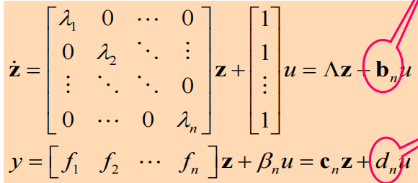 ż = [λ₁ 0 ⋯ 0; 0 λ₂ ⋱ ⋮; ⋮ ⋱ ⋱ 0; 0 ⋯ 0 λₙ] z + [1; 1; ⋮; 1] u = Λz + bₙu
y = [f₁ f₂ ⋯ fₙ] z + βₙu = cₙz + dₙu